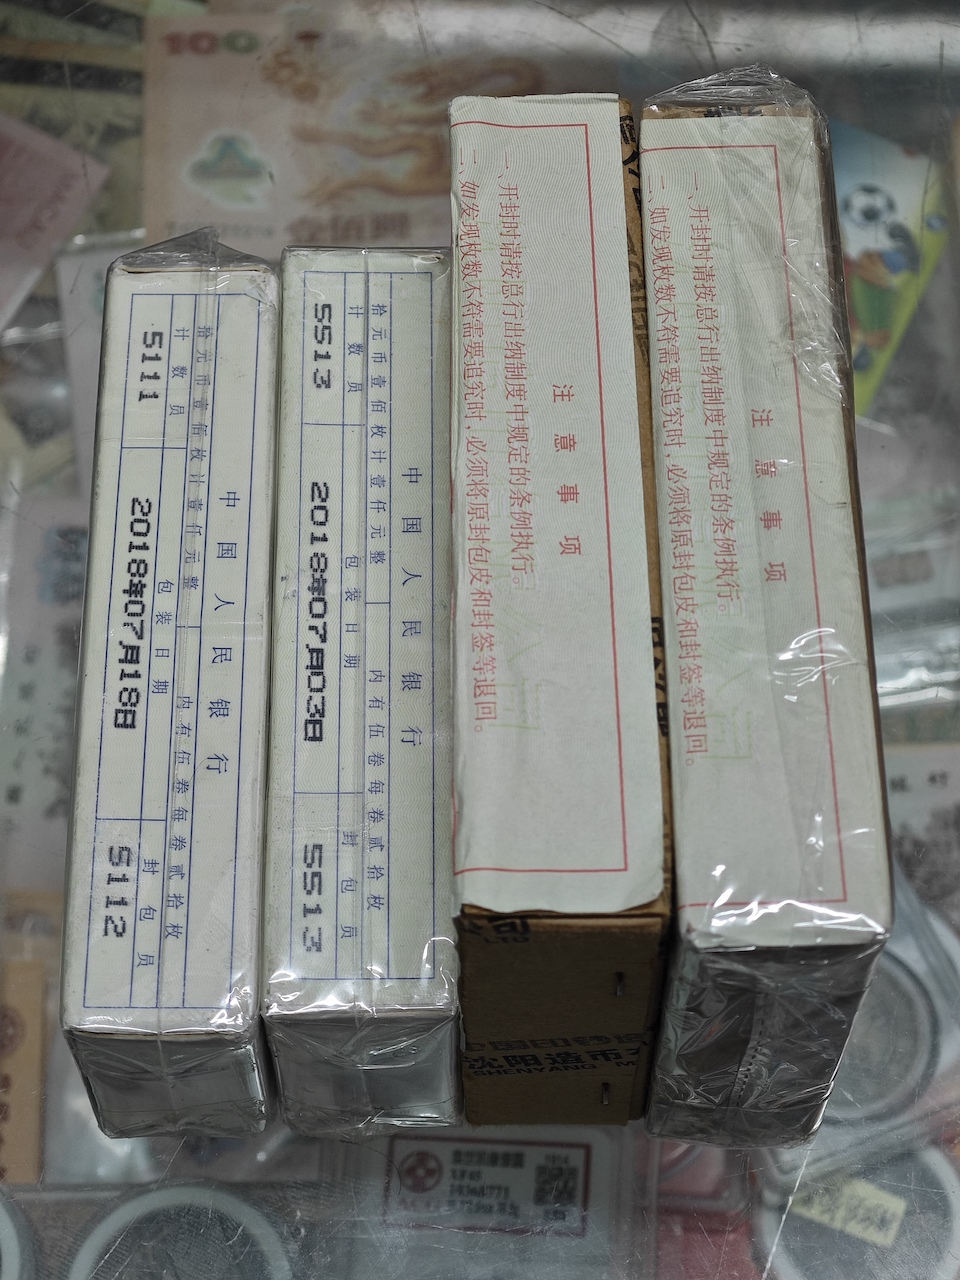 中国人民银行
拾元币壹佰枚计壹仟元整
内有伍卷每卷贰拾枚
计数员
包装日期
封包员
5111
2018年07月18日
5112
中国人民银行
拾元币壹佰枚计壹仟元整
内有伍卷每卷贰拾枚
计数员
包装日期
封包员
5513
2018年07月03日
5513
注意事项
一、开封时请按总行出纳制度中规定的条例执行。
二、如发现枚数不符需要追究时,必须将原封包皮和封签等退回。
注意事项
一、开封时请按总行出纳制度中规定的条例执行。
二、如发现枚数不符需要追究时,必须将原封包皮和封签等退回。
LTD
沈阳造币
SHENYANG M
100